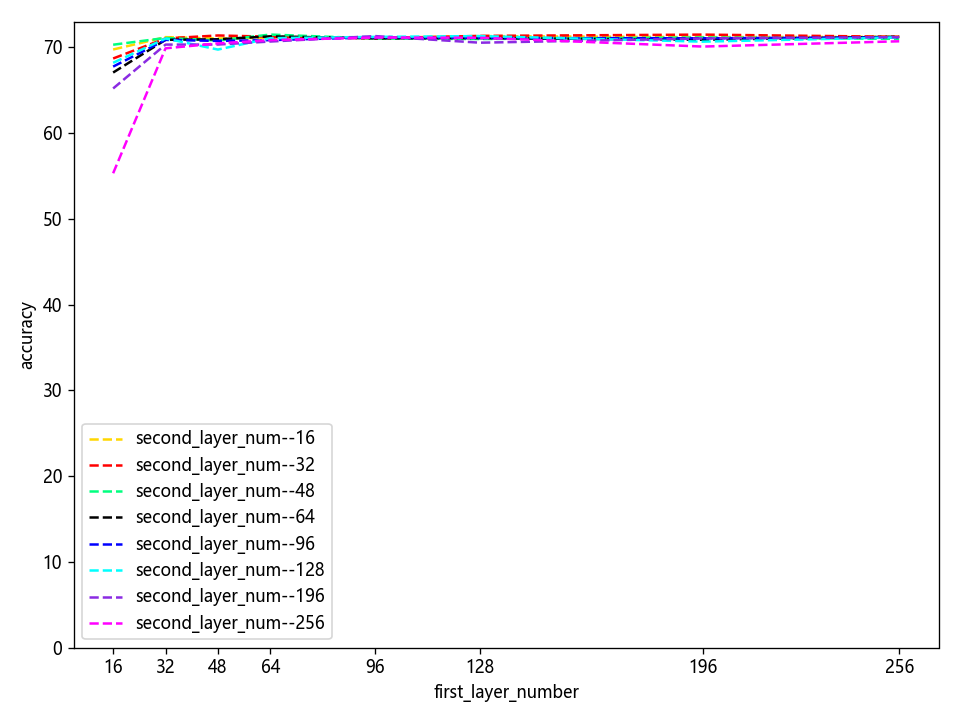 70
60
50
40
30
20
10
0
accuracy
second_layer_num--16
second_layer_num--32
second_layer_num--48
second_layer_num--64
second_layer_num--96
second_layer_num--128
second_layer_num--196
second_layer_num--256
16 32 48 64 96 128 196 256
first_layer_number